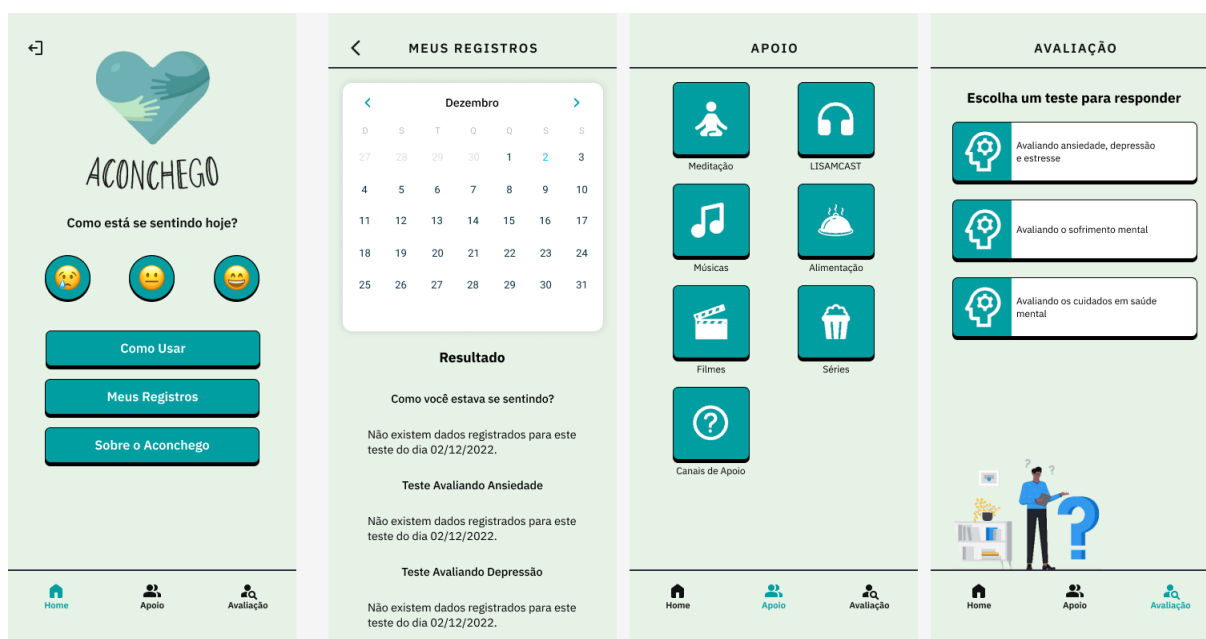 ACONCHEGO
Como está se sentindo hoje?
Como Usar
Meus Registros
Sobre o Aconchego
Home Apoio Avaliação
MEUS REGISTROS
Dezembro
D S T Q Q S S
27 28 29 30 1 2 3
4 5 6 7 8 9 10
11 12 13 14 15 16 17
18 19 20 21 22 23 24
25 26 27 28 29 30 31
Resultado
Como você estava se sentindo?
Não existem dados registrados para este
teste do dia 02/12/2022.
Teste Avaliando Ansiedade
Não existem dados registrados para este
teste do dia 02/12/2022.
Teste Avaliando Depressão
Não existem dados registrados para este
teste do dia 02/12/2022.
APOIO
Meditação LISAMCAST
Músicas Alimentação
Filmes Séries
?
Canais de Apoio
Home Apoio Avaliação
AVALIAÇÃO
Escolha um teste para responder
Avaliando ansiedade, depressão
e estresse
Avaliando o sofrimento mental
Avaliando os cuidados em saúde
mental
? ?
?
Home Apoio Avaliação